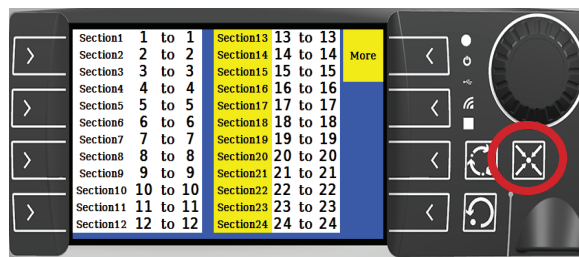 Section1 1 to 1
Section2 2 to 2
Section3 3 to 3
Section4 4 to 4
Section5 5 to 5
Section6 6 to 6
Section7 7 to 7
Section8 8 to 8
Section9 9 to 9
Section10 10 to 10
Section11 11 to 11
Section12 12 to 12
Section13 13 to 13
Section14 14 to 14
Section15 15 to 15
Section16 16 to 16
Section17 17 to 17
Section18 18 to 18
Section19 19 to 19
Section20 20 to 20
Section21 21 to 21
Section22 22 to 22
Section23 23 to 23
Section24 24 to 24
More